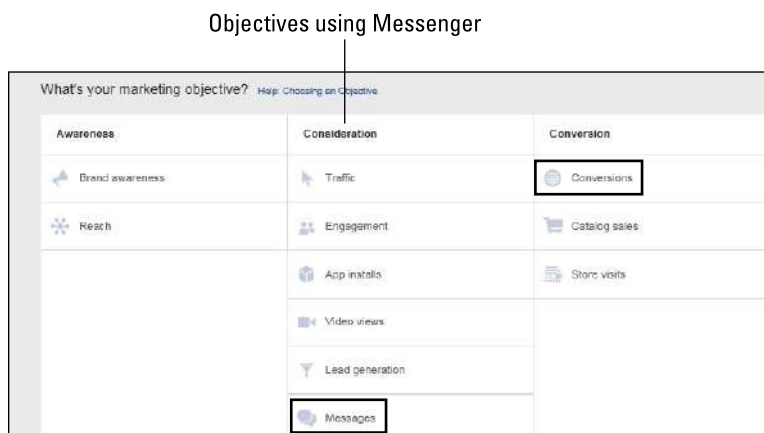 Objectives using Messenger
What's your marketing objective? Help: Choosing an Objective
Awareness
Consideration
Conversion
Brand awareness
Traffic
Conversions
Reach
Engagement
Catalog sales
App installs
Store visits
Video views
Lead generation
Messages